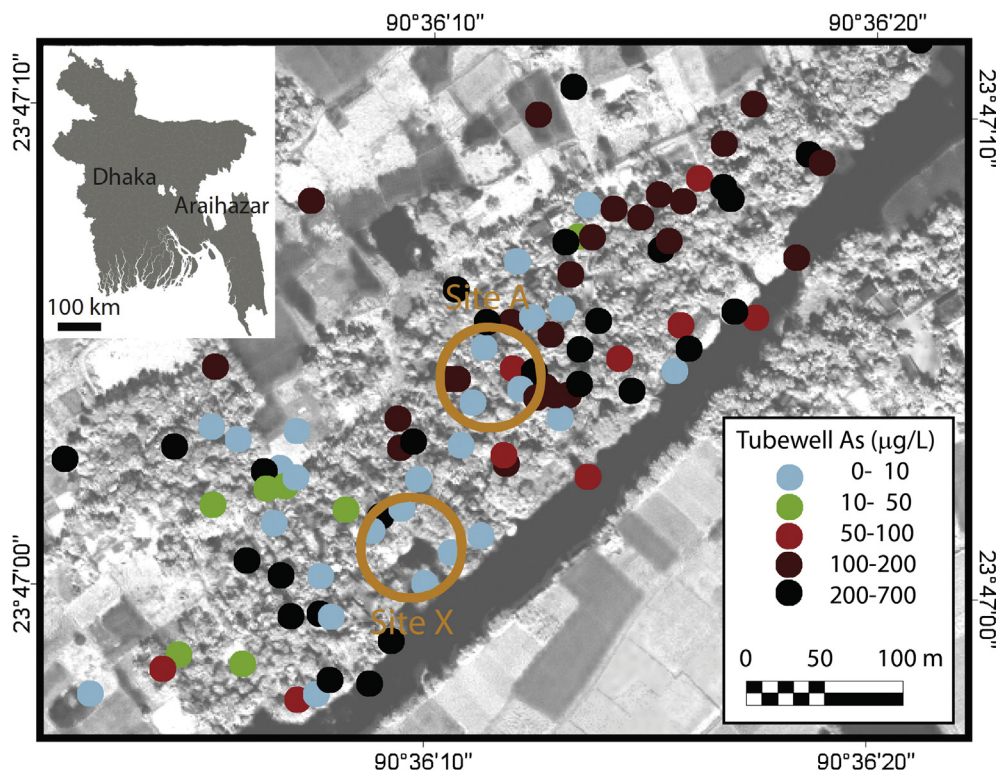 90°36'10"
90°36'20"
23°47'10"
23°47'10"
Dhaka
Araihazar
100 km
Site A
Tubewell As (µg/L)
0- 10
10- 50
50-100
100-200
200-700
23°47'00"
23°47'00"
Site X
0 50 100 m
90°36'10"
90°36'20"